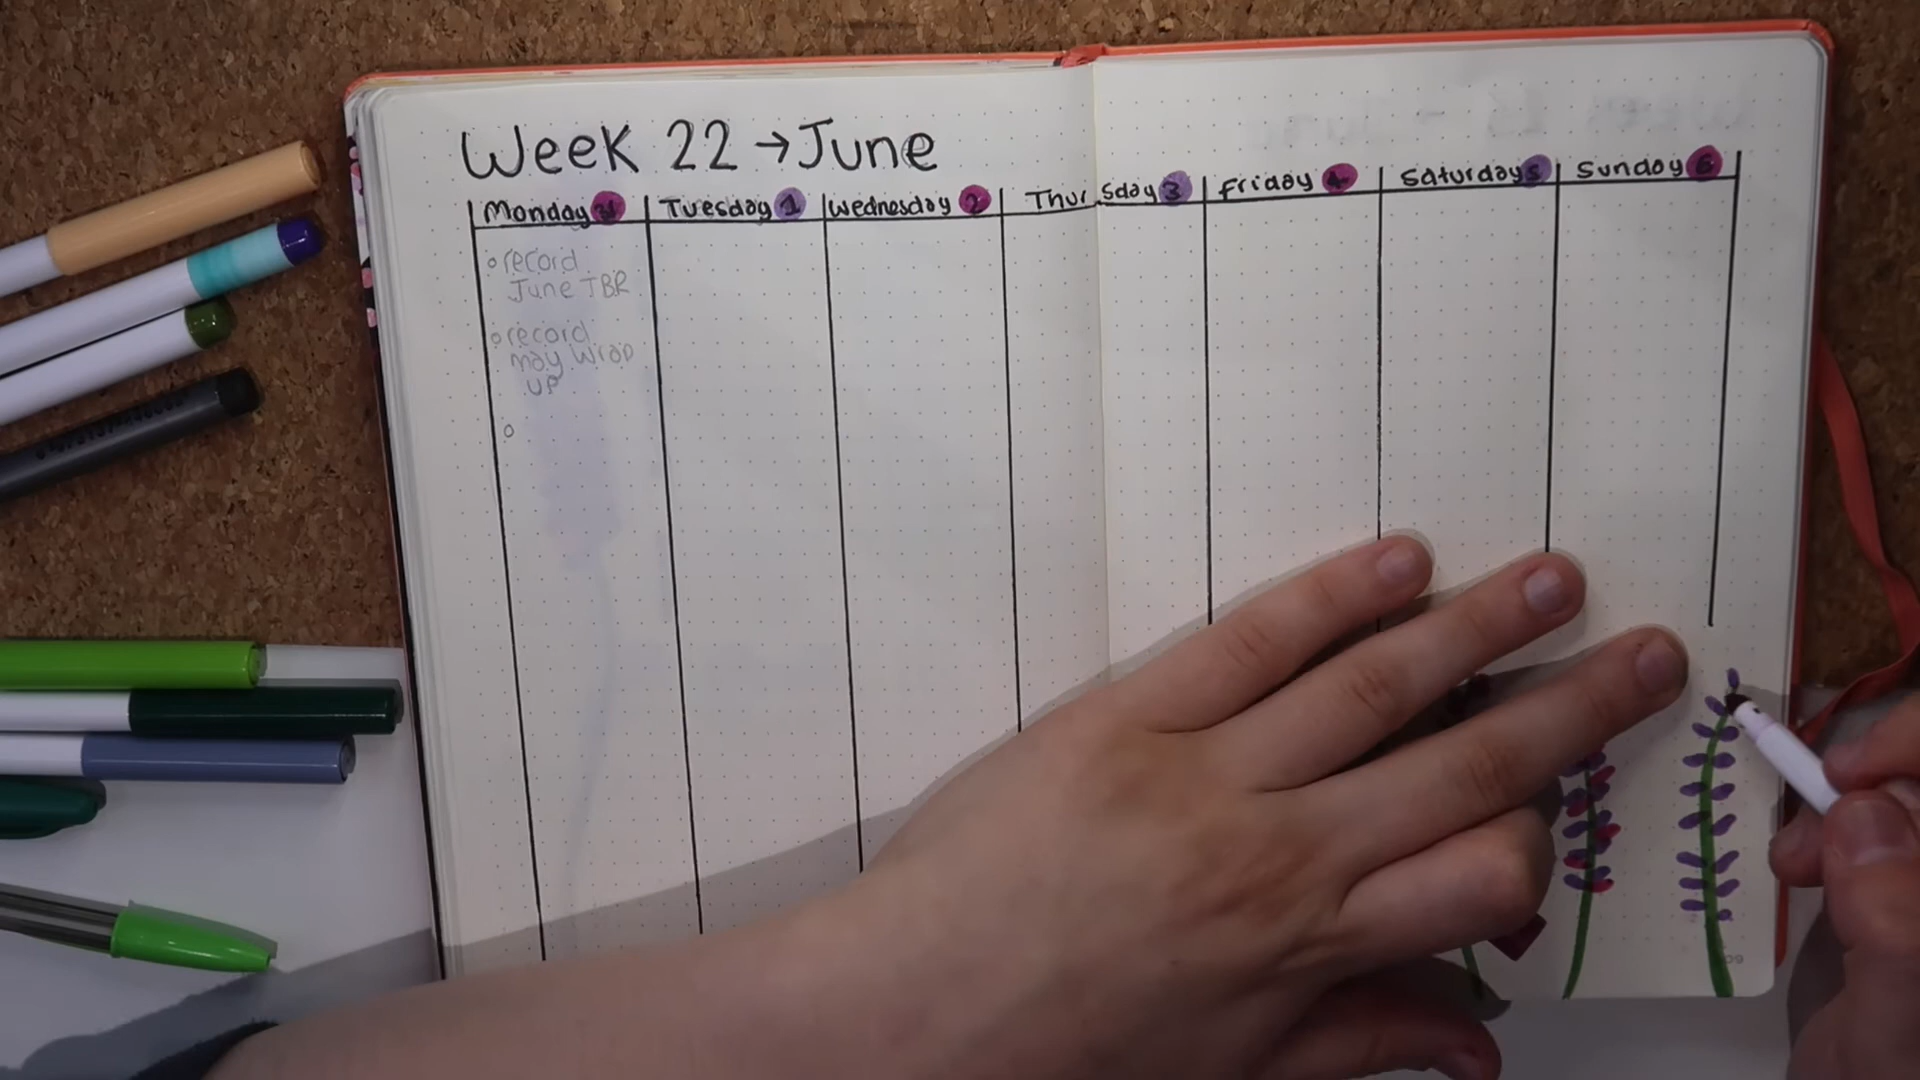 Week 22 → June
Monday 31 Tuesday 1 Wednesday 2 Thursday 3 Friday 4 Saturday 5 Sunday 6
o record
June TBR
o record
may wrap
up
o